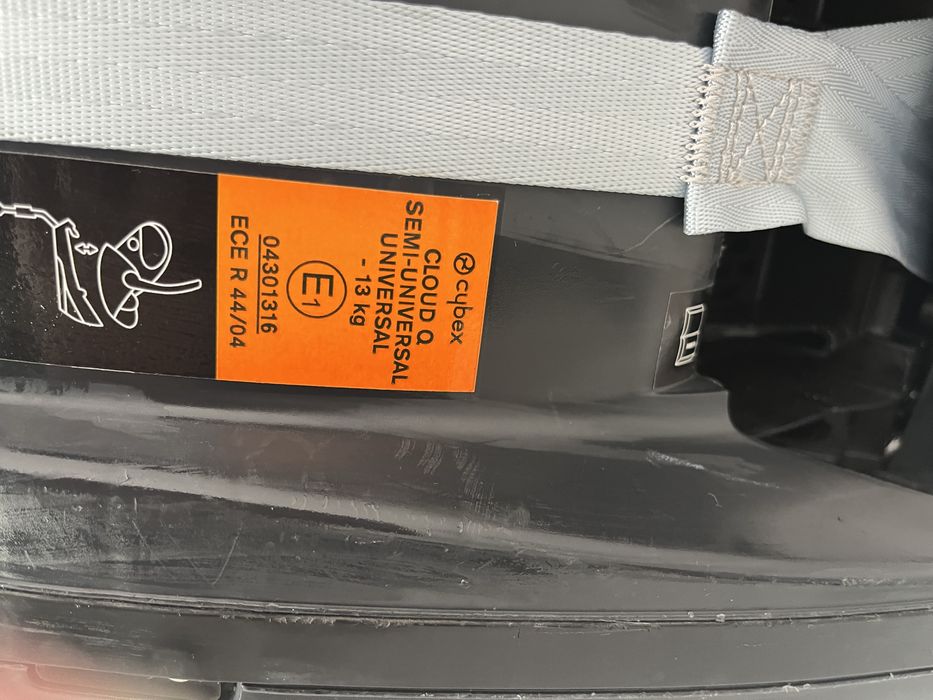 cybex
CLOUD Q
SEMI-UNIVERSAL
UNIVERSAL
- 13 kg
E1
04301316
ECE R 44/04